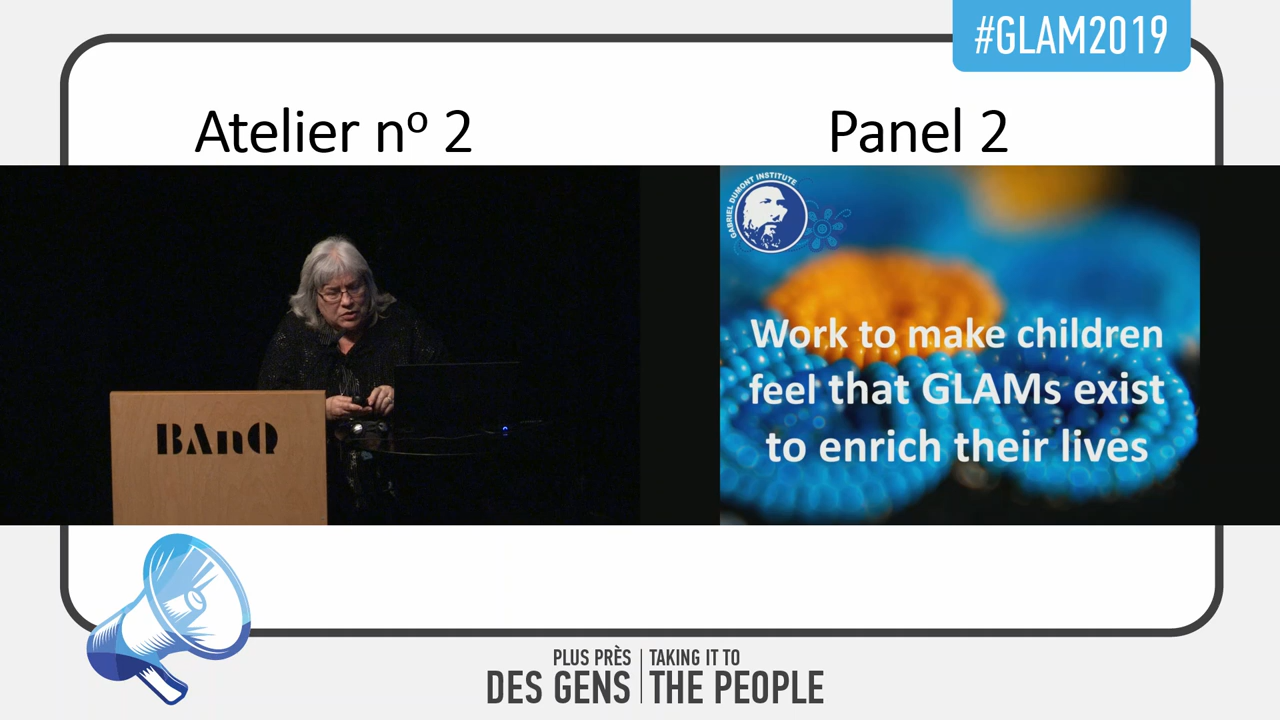 #GLAM2019
Atelier nº 2
Panel 2
BAnQ
GABRIEL DUMONT INSTITUTE
Work to make children
feel that GLAMs exist
to enrich their lives
PLUS PRÈS
DES GENS
TAKING IT TO
THE PEOPLE